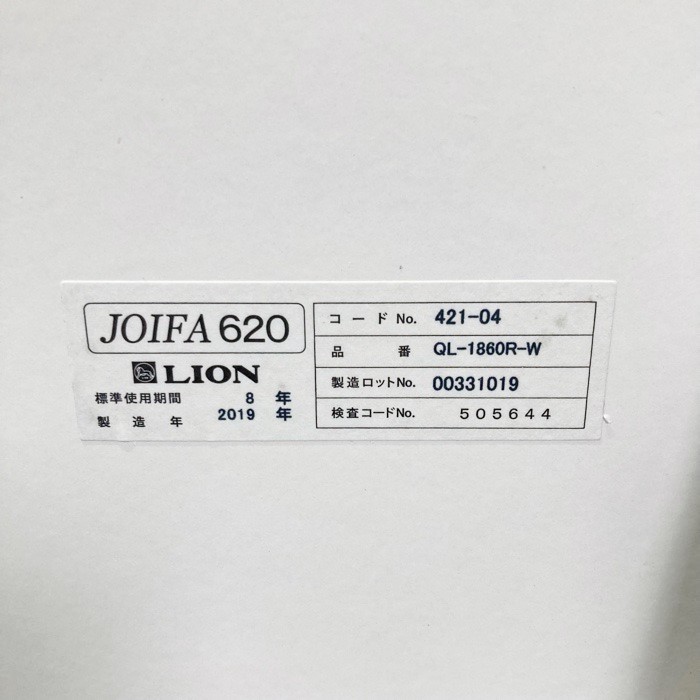 JOIFA 620
LION
標準使用期間 8 年
製造年 2019 年
コードNo. 421-04
品番 QL-1860R-W
製造ロットNo. 00331019
検査コードNo. 505644